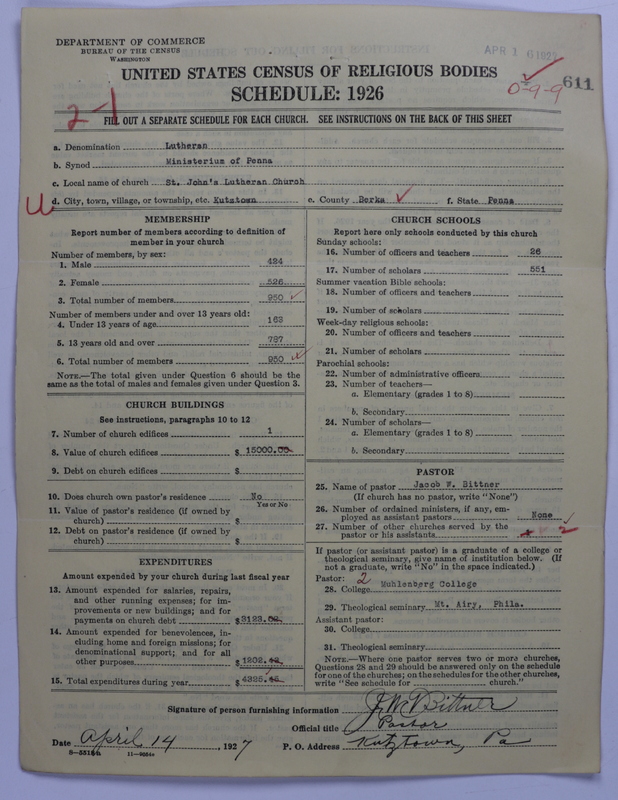 DEPARTMENT OF COMMERCE
BUREAU OF THE CENSUS
WASHINGTON
APR 1 6 1927
UNITED STATES CENSUS OF RELIGIOUS BODIES
SCHEDULE: 1926
0-9-9
611
2-1
FILL OUT A SEPARATE SCHEDULE FOR EACH CHURCH. SEE INSTRUCTIONS ON THE BACK OF THIS SHEET
a. Denomination Lutheran
b. Synod Ministerium of Penna
c. Local name of church St. John's Lutheran Church
d. City, town, village, or township, etc. Kutztown e. County Berks f. State Penna
MEMBERSHIP
Report number of members according to definition of
member in your church
Number of members, by sex:
1. Male 424
2. Female 526
3. Total number of members 950
Number of members under and over 13 years old:
4. Under 13 years of age 163
5. 13 years old and over 787
6. Total number of members 950
NOTE.—The total given under Question 6 should be the
same as the total of males and females given under Question 3.
CHURCH BUILDINGS
See instructions, paragraphs 10 to 12
7. Number of church edifices 1
8. Value of church edifices $ 15000.00
9. Debt on church edifices $
10. Does church own pastor's residence No
Yes or No
11. Value of pastor's residence (if owned by
church) $
12. Debt on pastor's residence (if owned by
church) $
EXPENDITURES
Amount expended by your church during last fiscal year
13. Amount expended for salaries, repairs,
and other running expenses; for im-
provements or new buildings; and for
payments on church debt $3123.02
14. Amount expended for benevolences, in-
cluding home and foreign missions; for
denominational support; and for all
other purposes $ 1202.43
15. Total expenditures during year $ 4325.45
CHURCH SCHOOLS
Report here only schools conducted by this church
Sunday schools:
16. Number of officers and teachers 26
17. Number of scholars 551
Summer vacation Bible schools:
18. Number of officers and teachers
19. Number of scholars
Week-day religious schools:
20. Number of officers and teachers
21. Number of scholars
Parochial schools:
22. Number of administrative officers
23. Number of teachers—
a. Elementary (grades 1 to 8)
b. Secondary
24. Number of scholars—
a. Elementary (grades 1 to 8)
b. Secondary
PASTOR
25. Name of pastor Jacob W. Bittner
(If church has no pastor, write "None")
26. Number of ordained ministers, if any, em-
ployed as assistant pastors None
27. Number of other churches served by the
pastor or his assistants 2
If pastor (or assistant pastor) is a graduate of a college or
theological seminary, give name of institution below. (If
not a graduate, write "No" in the space indicated.)
Pastor: 2
28. College Muhlenberg College
29. Theological seminary Mt. Airy, Phila.
Assistant pastor:
30. College
31. Theological seminary
NOTE.—Where one pastor serves two or more churches,
Questions 28 and 29 should be answered only on the schedule
for one of the churches; on the schedules for the other churches,
write "See schedule for church."
Signature of person furnishing information J. W. Bittner
Official title Pastor
Date April 14, 1927 P. O. Address Kutztown, Pa